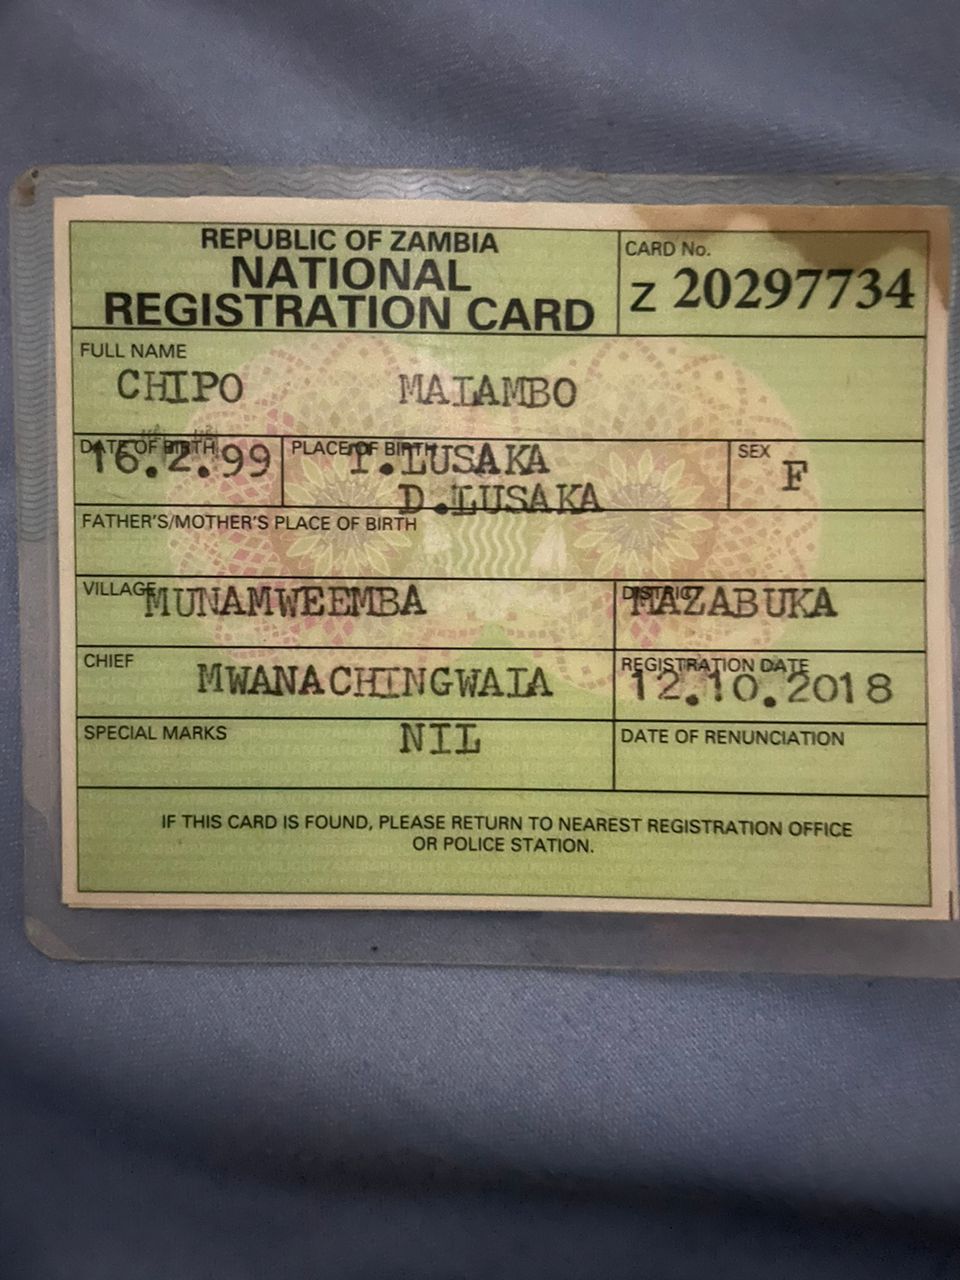 REPUBLIC OF ZAMBIA
NATIONAL
REGISTRATION CARD
CARD No.
Z 20297734
FULL NAME
CHIPO MAIAMBO
DATE OF BIRTH
16.2.99
PLACE OF BIRTH
T.LUSAKA
D.LUSAKA
SEX
F
FATHER'S/MOTHER'S PLACE OF BIRTH
VILLAGE
MUNAMWEEMBA
DISTRICT
MAZABUKA
CHIEF
MWANACHINGWAIA
REGISTRATION DATE
12.10.2018
SPECIAL MARKS
NIL
DATE OF RENUNCIATION
IF THIS CARD IS FOUND, PLEASE RETURN TO NEAREST REGISTRATION OFFICE
OR POLICE STATION.